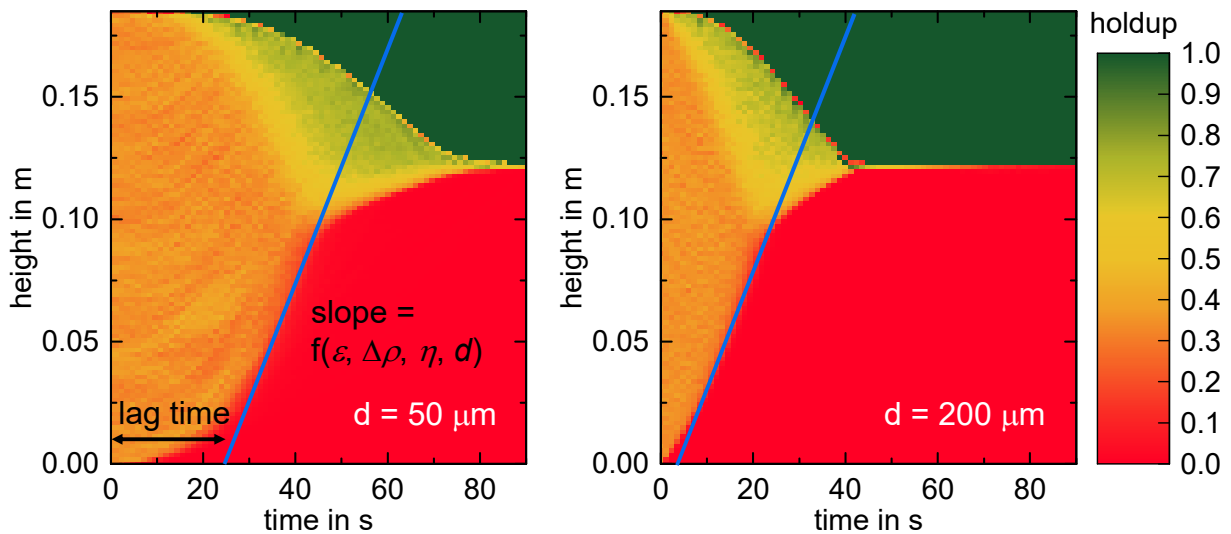 holdup
0.15
0.10
0.05
0.00
height in m
slope =
f(ε, Δρ, η, d)
lag time
d = 50 μm
0 20 40 60 80
time in s
0.15
0.10
0.05
0.00
height in m
d = 200 μm
0 20 40 60 80
time in s
1.0
0.9
0.8
0.7
0.6
0.5
0.4
0.3
0.2
0.1
0.0